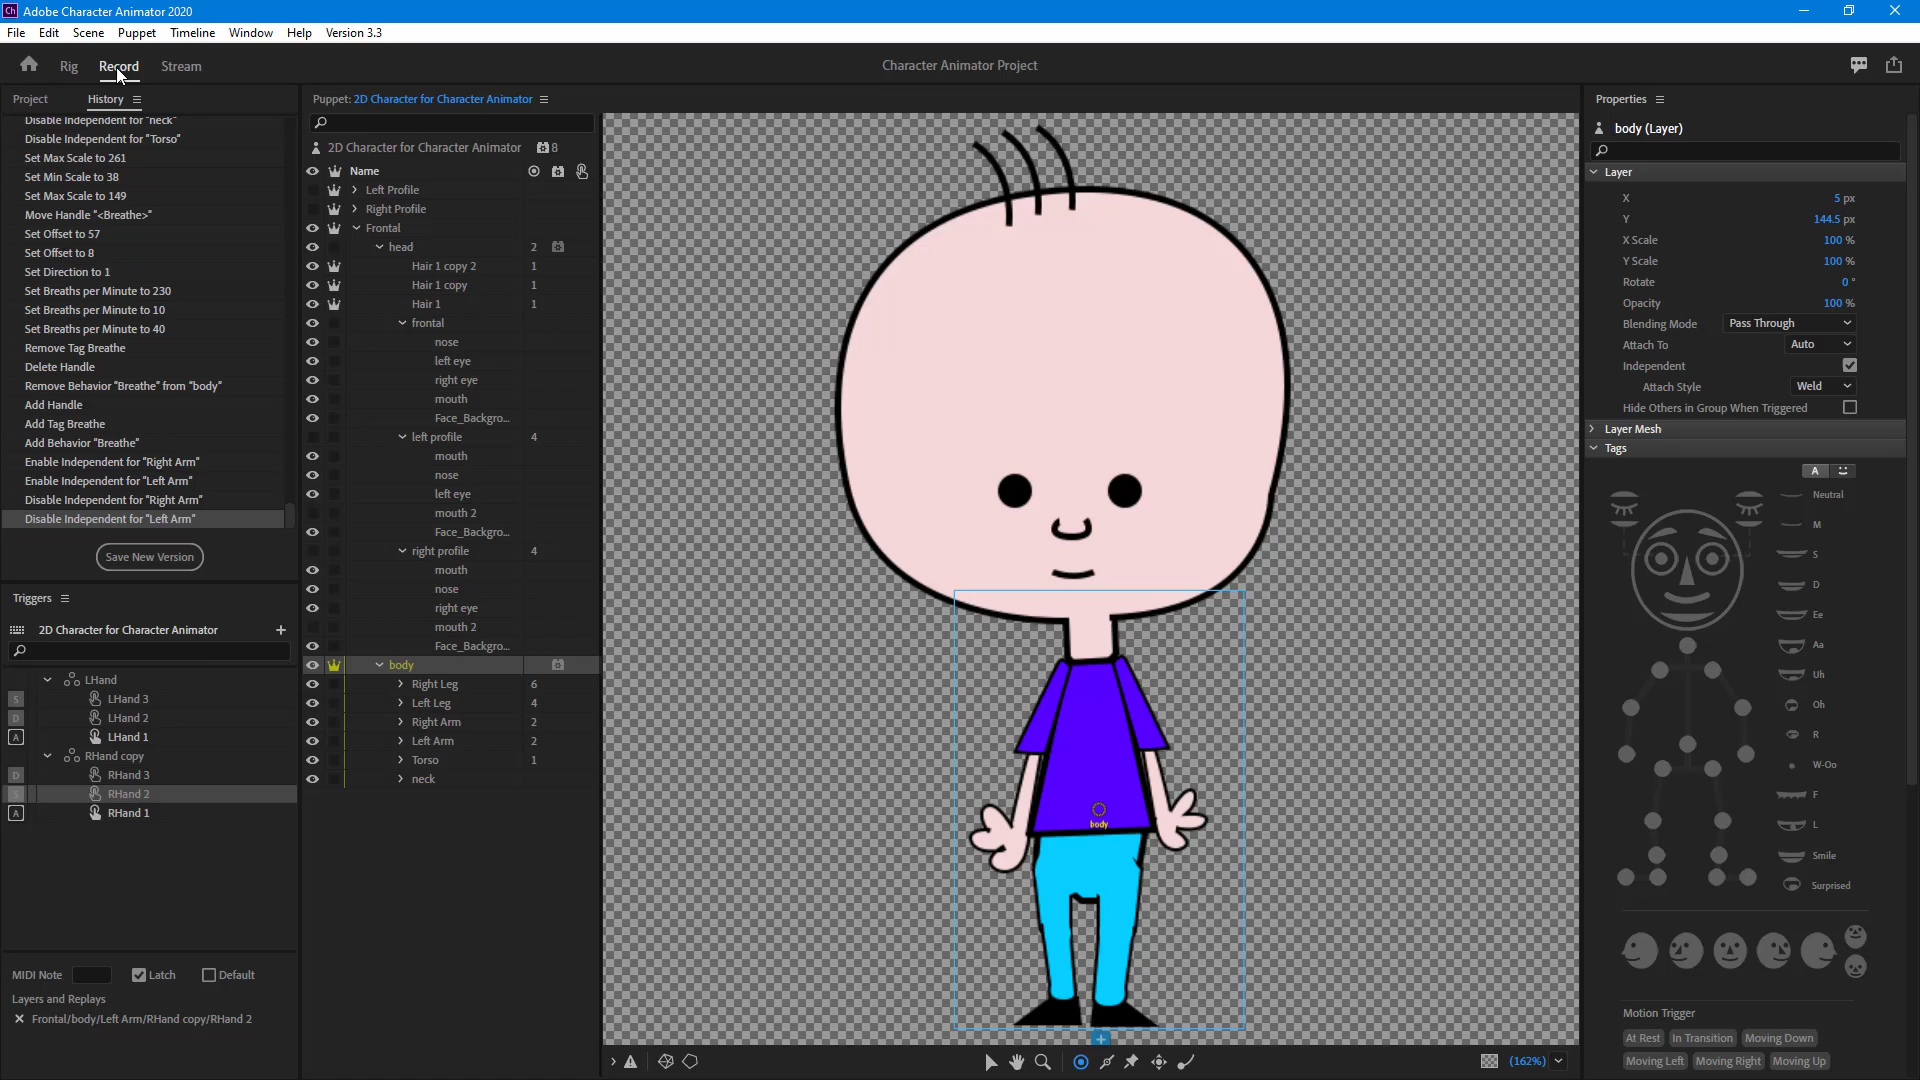 Ch Adobe Character Animator 2020
File Edit Scene Puppet Timeline Window Help Version 3.3
Rig Record Stream
Character Animator Project
Project History
Disable Independent for "neck"
Disable Independent for "Torso"
Set Max Scale to 261
Set Min Scale to 38
Set Max Scale to 149
Move Handle "<Breathe>"
Set Offset to 57
Set Offset to 8
Set Direction to 1
Set Breaths per Minute to 230
Set Breaths per Minute to 10
Set Breaths per Minute to 40
Remove Tag Breathe
Delete Handle
Remove Behavior "Breathe" from "body"
Add Handle
Add Tag Breathe
Add Behavior "Breathe"
Enable Independent for "Right Arm"
Enable Independent for "Left Arm"
Disable Independent for "Right Arm"
Disable Independent for "Left Arm"
Save New Version
Triggers
2D Character for Character Animator
LHand
S LHand 3
D LHand 2
A LHand 1
RHand copy
D RHand 3
S RHand 2
A RHand 1
MIDI Note Latch Default
Layers and Replays
Frontal/body/Left Arm/RHand copy/RHand 2
Puppet: 2D Character for Character Animator
2D Character for Character Animator 8
Name
Left Profile
Right Profile
Frontal
head 2
Hair 1 copy 2 1
Hair 1 copy 1
Hair 1 1
frontal
nose
left eye
right eye
mouth
Face_Backgro...
left profile 4
mouth
nose
left eye
mouth 2
Face_Backgro...
right profile 4
mouth
nose
right eye
mouth 2
Face_Backgro...
body
Right Leg 6
Left Leg 4
Right Arm 2
Left Arm 2
Torso 1
neck
body
(162%)
Properties
body (Layer)
Layer
X 5 px
Y 144.5 px
X Scale 100 %
Y Scale 100 %
Rotate 0 °
Opacity 100 %
Blending Mode Pass Through
Attach To Auto
Independent
Attach Style Weld
Hide Others in Group When Triggered
Layer Mesh
Tags
A
Neutral
M
S
D
Ee
Aa
Uh
Oh
R
W-Oo
F
L
Smile
Surprised
Motion Trigger
At Rest In Transition Moving Down
Moving Left Moving Right Moving Up